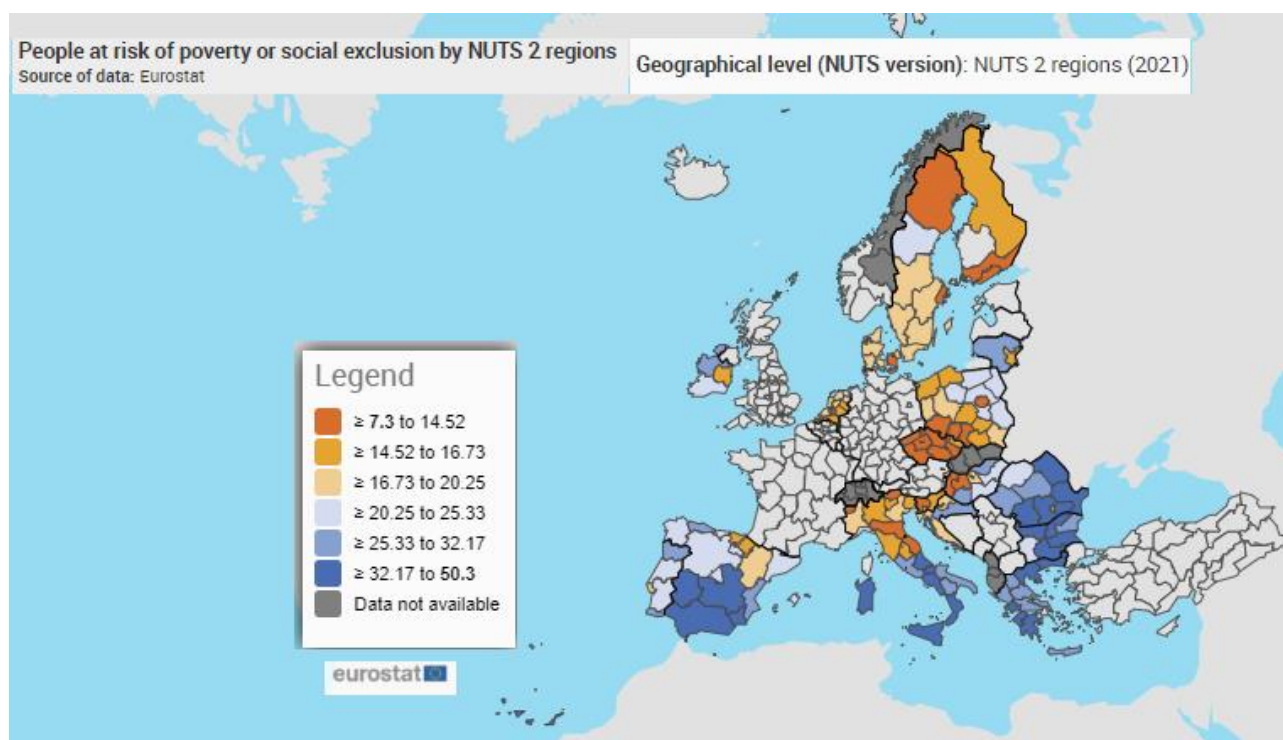 People at risk of poverty or social exclusion by NUTS 2 regions
Source of data: Eurostat
Geographical level (NUTS version): NUTS 2 regions (2021)
Legend
≥ 7.3 to 14.52
≥ 14.52 to 16.73
≥ 16.73 to 20.25
≥ 20.25 to 25.33
≥ 25.33 to 32.17
≥ 32.17 to 50.3
Data not available
eurostat